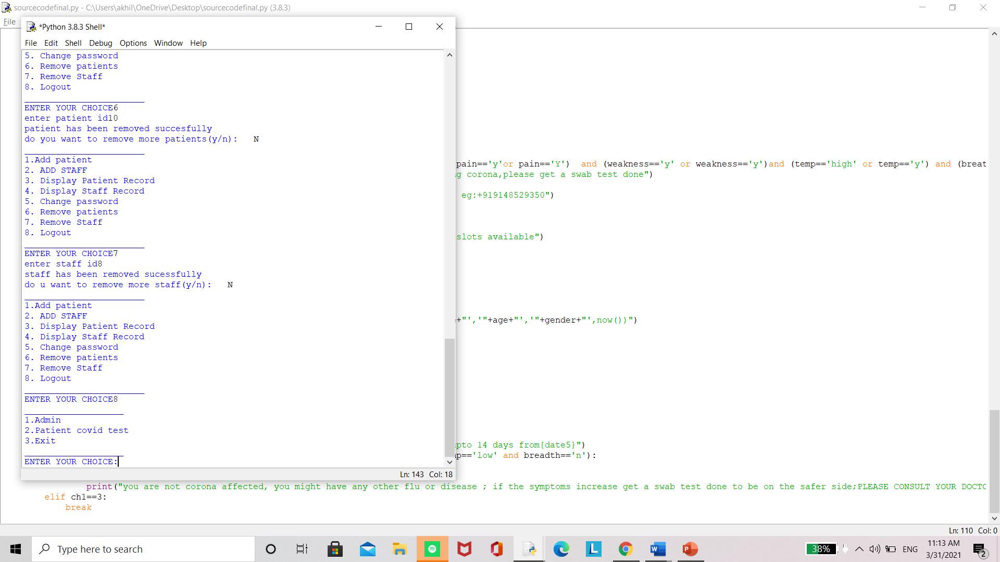 sourcecodefinal.py - C:\Users\akhil\OneDrive\Desktop\sourcecodefinal.py (3.8.3)
File
*Python 3.8.3 Shell*
File Edit Shell Debug Options Window Help
5. Change password
6. Remove patients
7. Remove Staff
8. Logout
_______________________
ENTER YOUR CHOICE6
enter patient id10
patient has been removed succesfully
do you want to remove more patients(y/n):   N
_______________________
1.Add patient
2. ADD STAFF
3. Display Patient Record
4. Display Staff Record
5. Change password
6. Remove patients
7. Remove Staff
8. Logout
_______________________
ENTER YOUR CHOICE7
enter staff id8
staff has been removed sucessfully
do u want to remove more staff(y/n):   N
_______________________
1.Add patient
2. ADD STAFF
3. Display Patient Record
4. Display Staff Record
5. Change password
6. Remove patients
7. Remove Staff
8. Logout
_______________________
ENTER YOUR CHOICE8
___________________
1.Admin
2.Patient covid test
3.Exit
___________________
ENTER YOUR CHOICE:
Ln: 143 Col: 18
pain=='y'or pain=='Y')  and (weakness=='y' or weakness=='y')and (temp=='high' or temp=='y') and (breat
g corona,please get a swab test done")
eg:+919148529350")
slots available")
+"','"+age+"','"+gender+"',now())")
pto 14 days from{date5}")
p=='low' and breadth=='n'):
print("you are not corona affected, you might have any other flu or disease ; if the symptoms increase get a swab test done to be on the safer side;PLEASE CONSULT YOUR DOCTO
elif ch1==3:
break
Ln: 110 Col: 0
Type here to search
38%
ENG
11:13 AM
3/31/2021
2